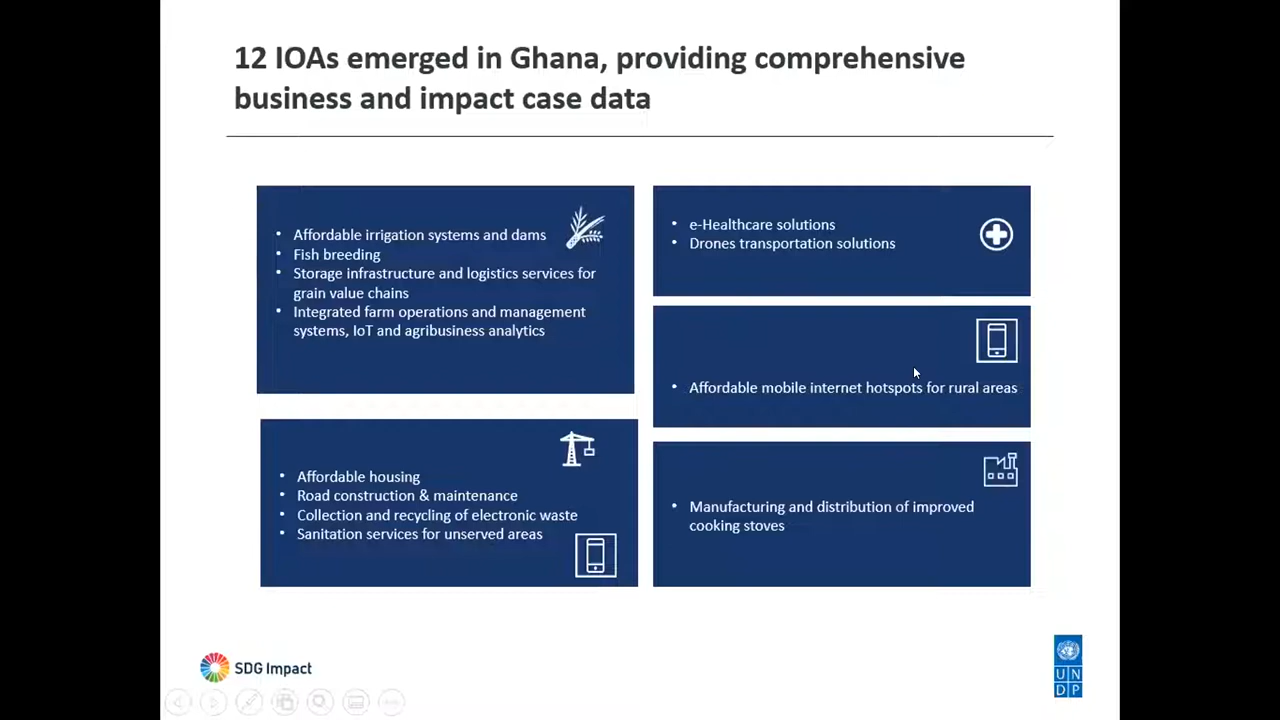 12 IOAs emerged in Ghana, providing comprehensive
business and impact case data
• Affordable irrigation systems and dams
• Fish breeding
• Storage infrastructure and logistics services for
grain value chains
• Integrated farm operations and management
systems, IoT and agribusiness analytics
• e-Healthcare solutions
• Drones transportation solutions
• Affordable mobile internet hotspots for rural areas
• Affordable housing
• Road construction & maintenance
• Collection and recycling of electronic waste
• Sanitation services for unserved areas
• Manufacturing and distribution of improved
cooking stoves
SDG Impact
U N
D P